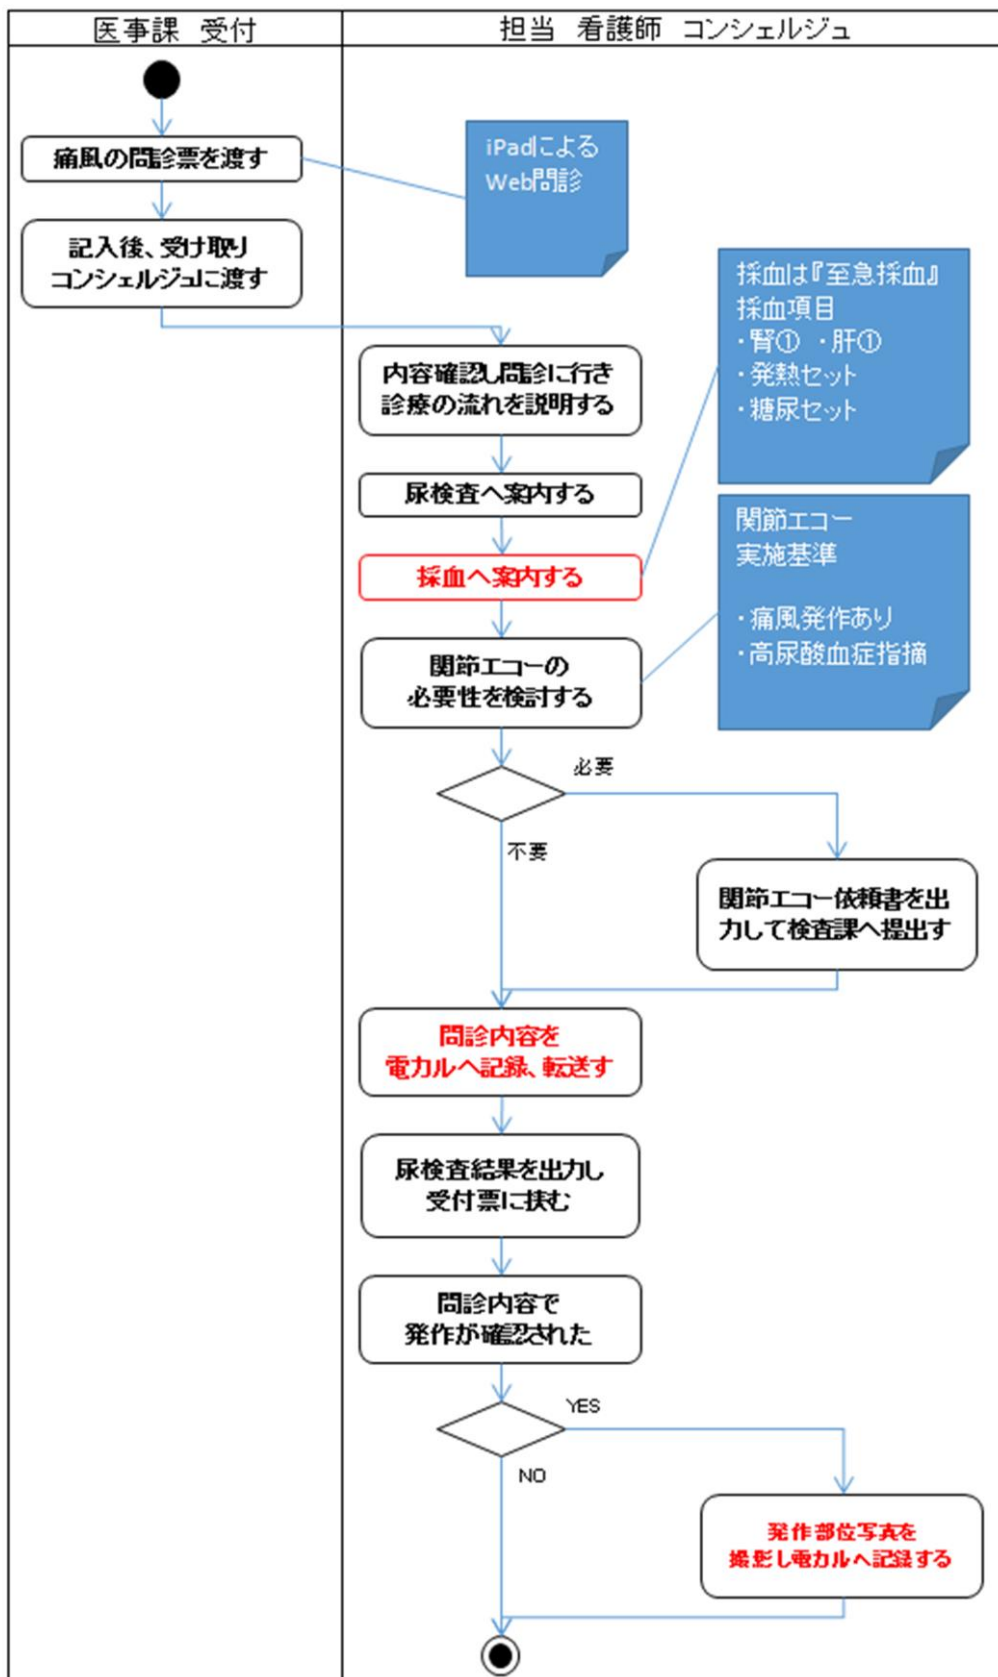 医事課 受付
担当 看護師 コンシェルジュ
痛風の問診票を渡す
iPadによる
Web問診
記入後、受け取り
コンシェルジュに渡す
採血は『至急採血』
採血項目
・腎① ・肝①
・発熱セット
・糖尿セット
内容確認し問診に行き
診療の流れを説明する
尿検査へ案内する
採血へ案内する
関節エコー
実施基準
・痛風発作あり
・高尿酸血症指摘
関節エコーの
必要性を検討する
必要
不要
関節エコー依頼書を出
力して検査課へ提出す
問診内容を
電カルへ記録、転送す
尿検査結果を出力し
受付票に挟む
問診内容で
発作が確認された
YES
NO
発作部位写真を
撮影し電カルへ記録する